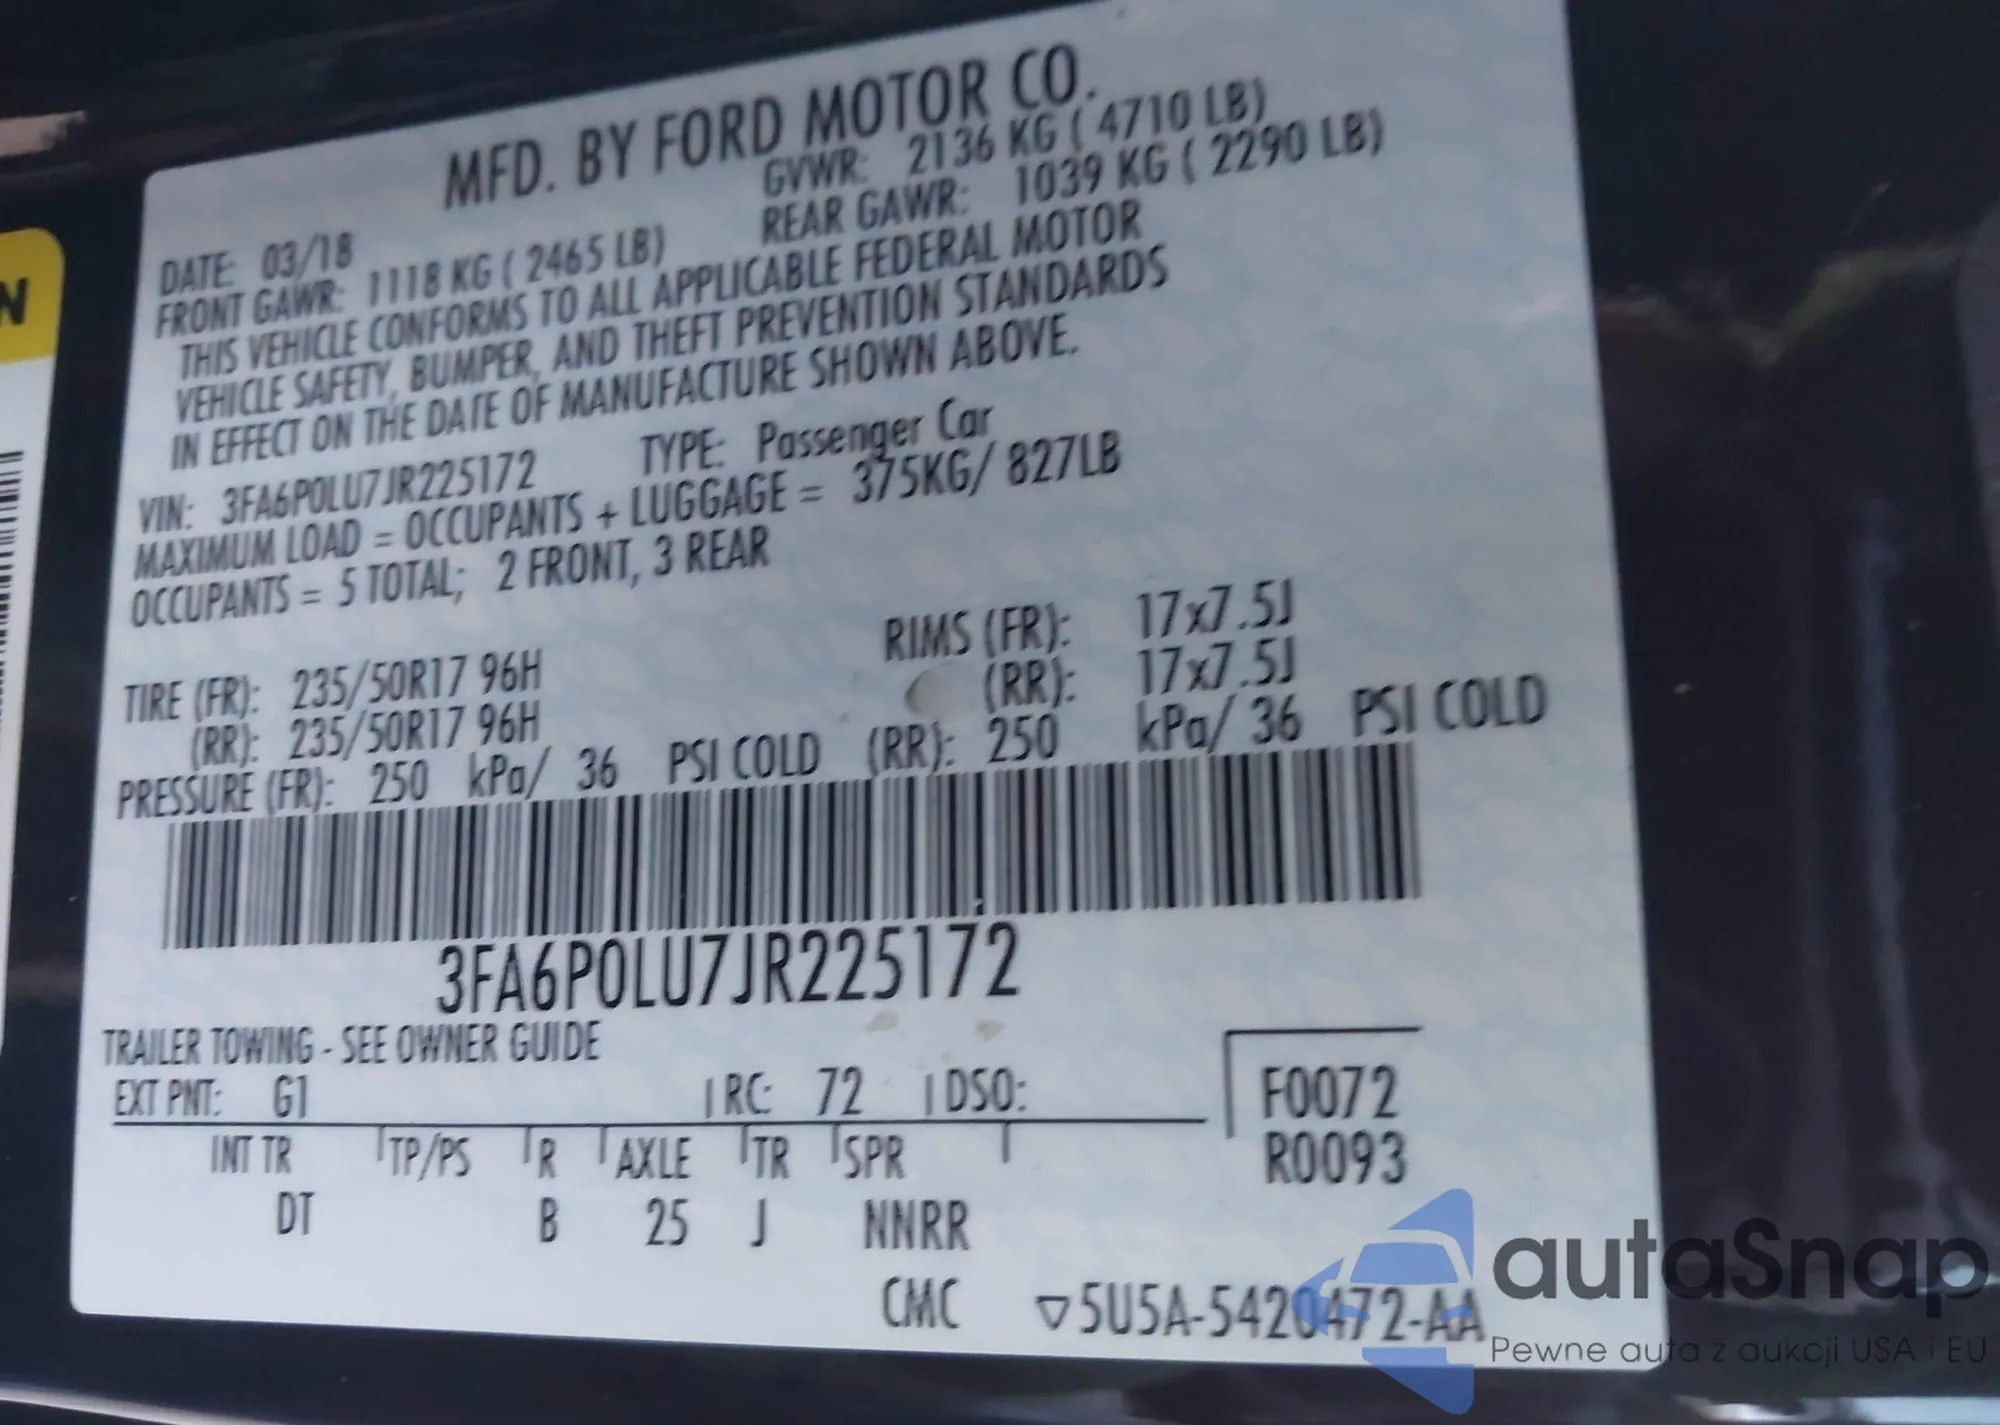 MFD. BY FORD MOTOR CO.
DATE: 03/18 GVWR: 2136 KG ( 4710 LB)
FRONT GAWR: 1118 KG ( 2465 LB) REAR GAWR: 1039 KG ( 2290 LB)
THIS VEHICLE CONFORMS TO ALL APPLICABLE FEDERAL MOTOR
VEHICLE SAFETY, BUMPER, AND THEFT PREVENTION STANDARDS
IN EFFECT ON THE DATE OF MANUFACTURE SHOWN ABOVE.
VIN: 3FA6P0LU7JR225172 TYPE: Passenger Car
MAXIMUM LOAD = OCCUPANTS + LUGGAGE = 375KG/ 827LB
OCCUPANTS = 5 TOTAL; 2 FRONT, 3 REAR
TIRE (FR): 235/50R17 96H RIMS (FR): 17x7.5J
(RR): 235/50R17 96H (RR): 17x7.5J
PRESSURE (FR): 250 kPa/ 36 PSI COLD (RR): 250 kPa/ 36 PSI COLD
3FA6P0LU7JR225172
TRAILER TOWING - SEE OWNER GUIDE
EXT PNT: G1 RC: 72 DSO: F0072
INT TR TP/PS R AXLE TR SPR R0093
DT B 25 J NNRR
CMC ▽5U5A-5420472-AA
N
autaSnap
Pewne auta z aukcji USA i EU